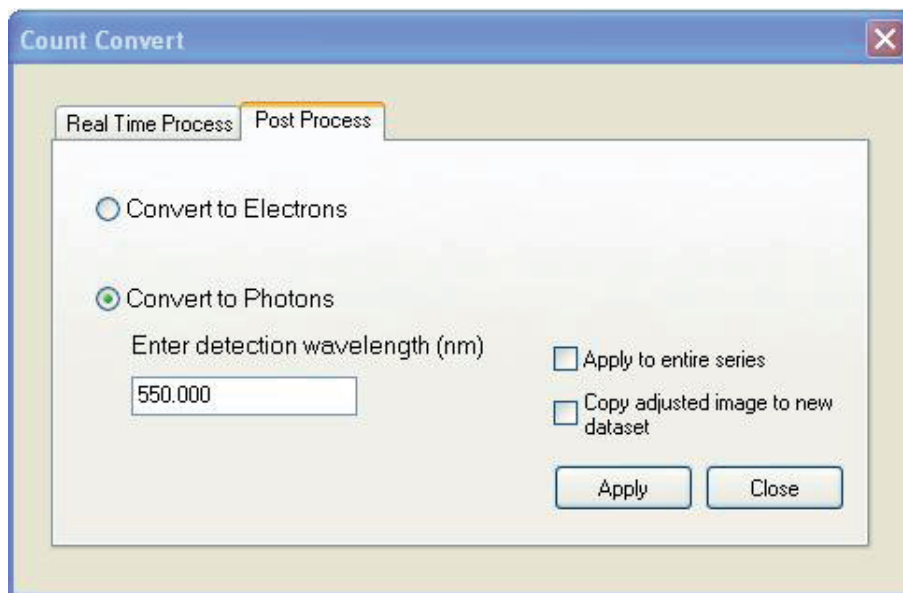 Count Convert
Real Time Process
Post Process
Convert to Electrons
Convert to Photons
Enter detection wavelength (nm)
550.000
Apply to entire series
Copy adjusted image to new
dataset
Apply
Close